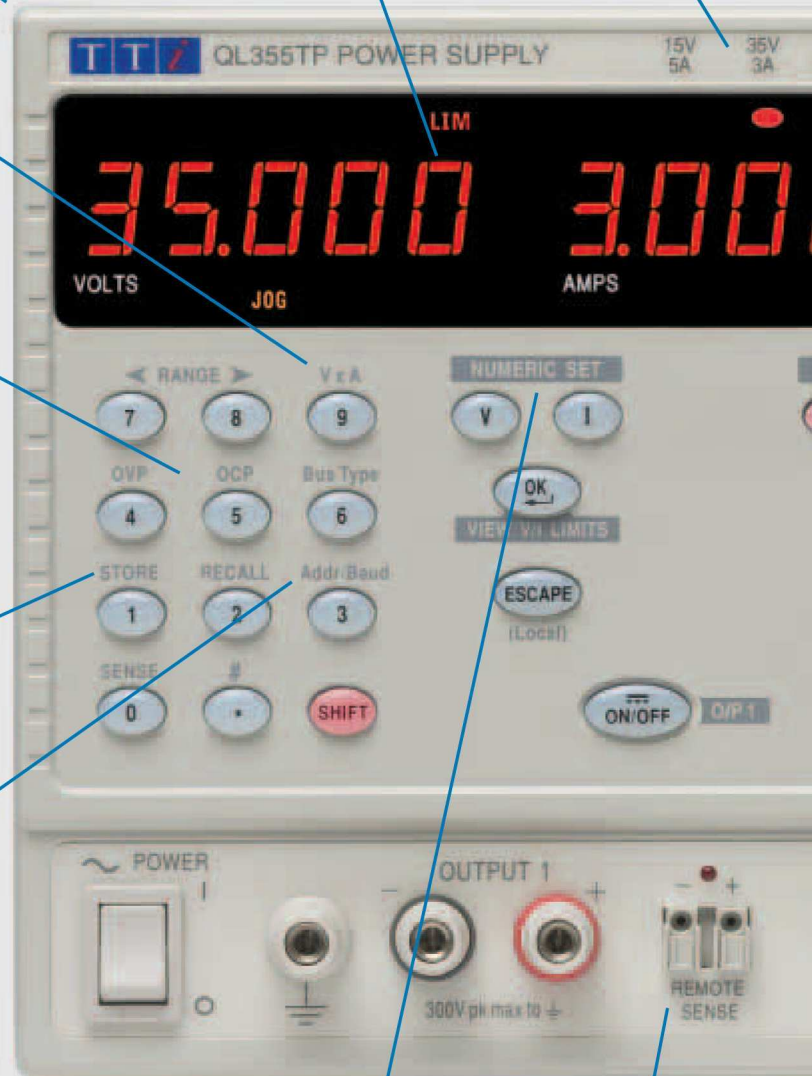 TTi QL355TP POWER SUPPLY 15V 5A 35V 3A
LIM
35.000 3.00
VOLTS AMPS
JOG
RANGE V x A NUMERIC SET
7 8 9 V I
OVP OCP Bus Type OK
4 5 6 VIEW V/I LIMITS
STORE RECALL Addr/Baud ESCAPE
1 2 3 (Local)
SENSE #
0 . SHIFT ON/OFF O/P 1
POWER OUTPUT 1
I - + - +
O 300V pk max to REMOTE
SENSE